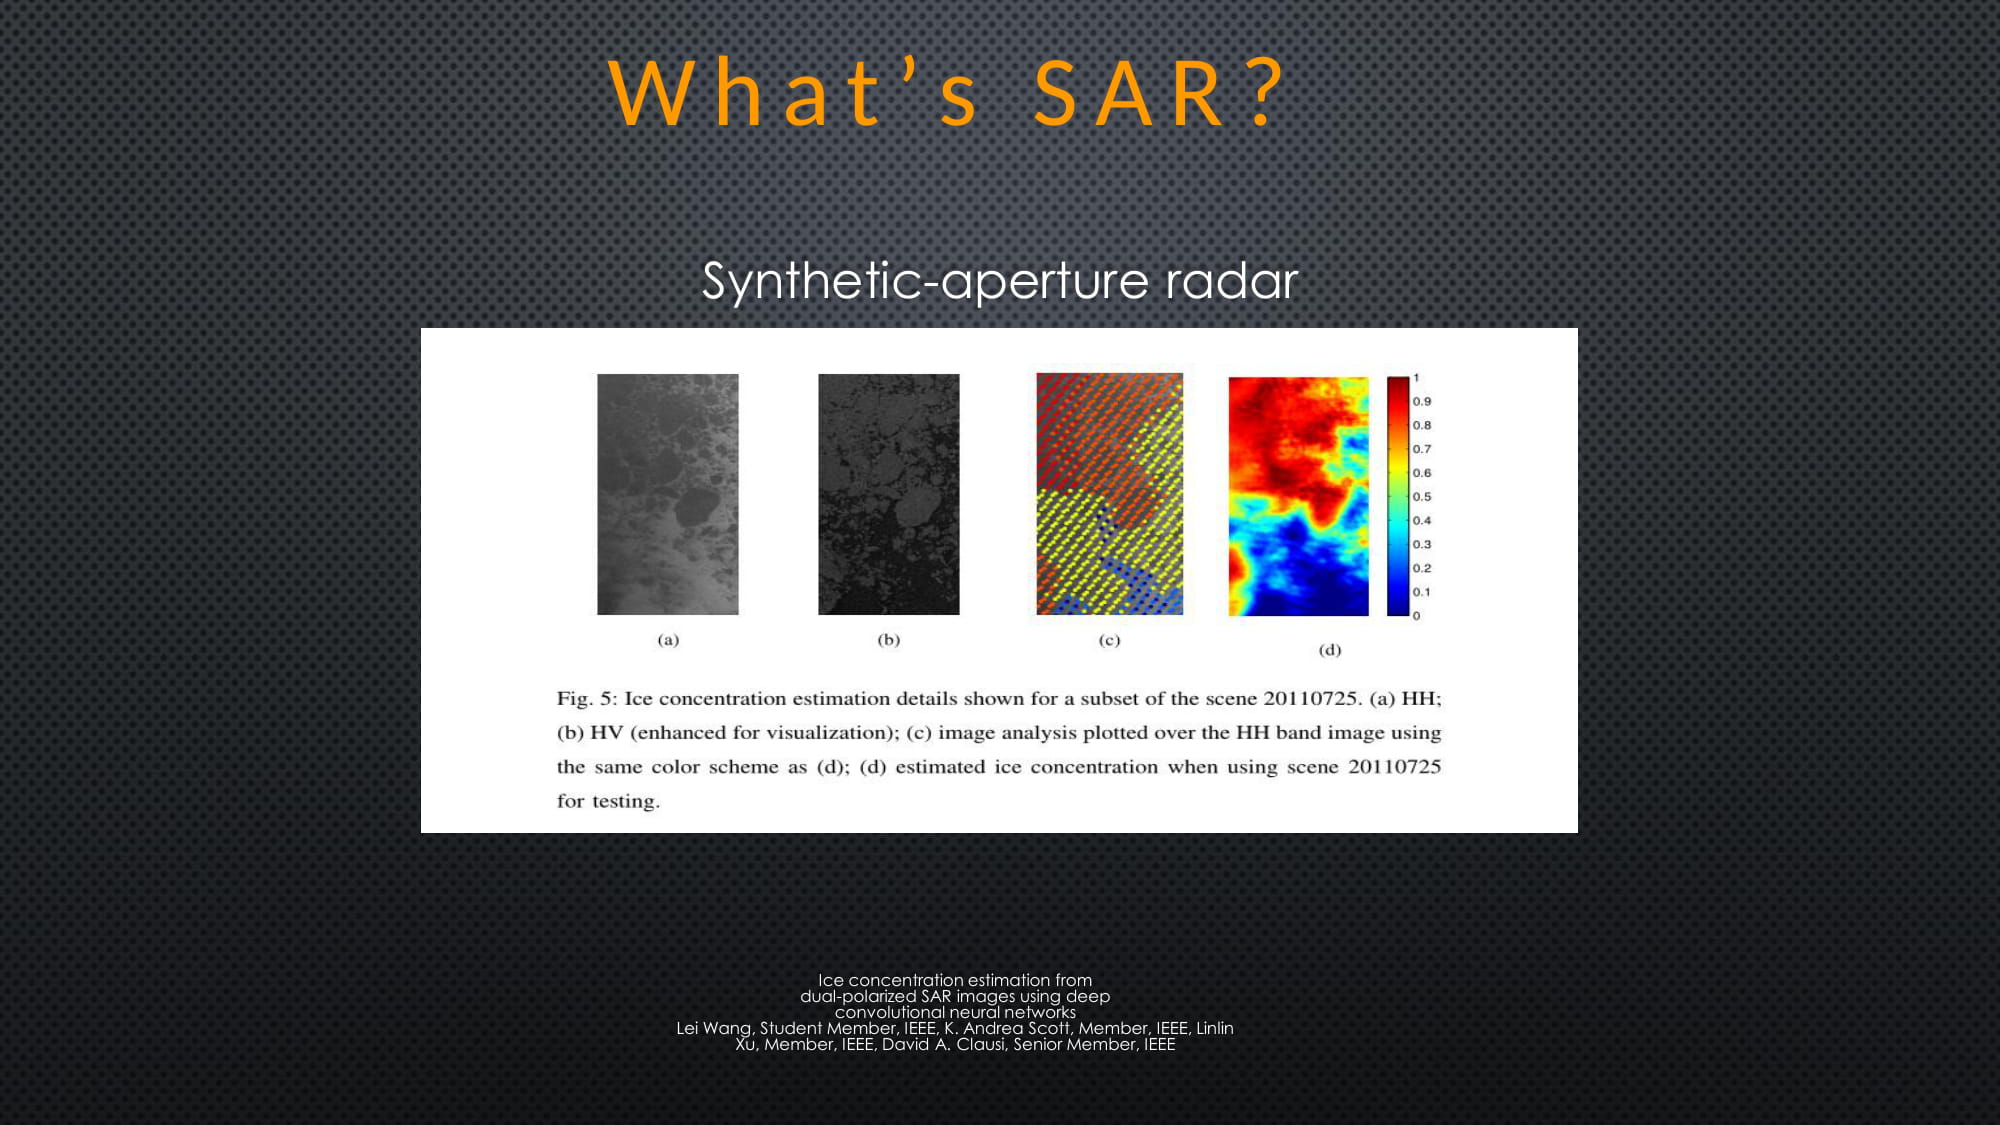 What’s SAR?
Synthetic-aperture radar
1
0.9
0.8
0.7
0.6
0.5
0.4
0.3
0.2
0.1
0
(a)
(b)
(c)
(d)
Fig. 5: Ice concentration estimation details shown for a subset of the scene 20110725. (a) HH;
(b) HV (enhanced for visualization); (c) image analysis plotted over the HH band image using
the same color scheme as (d); (d) estimated ice concentration when using scene 20110725
for testing.
Ice concentration estimation from
dual-polarized SAR images using deep
convolutional neural networks
Lei Wang, Student Member, IEEE, K. Andrea Scott, Member, IEEE, Linlin
Xu, Member, IEEE, David A. Clausi, Senior Member, IEEE